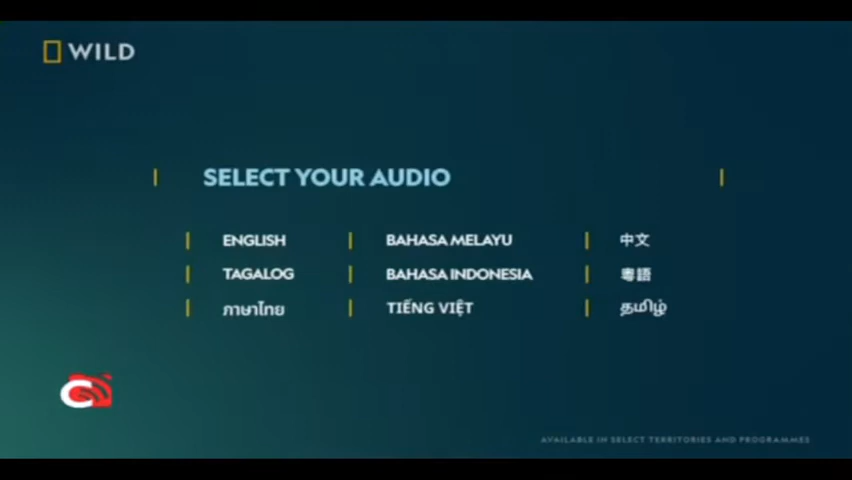 WILD
SELECT YOUR AUDIO
ENGLISH BAHASA MELAYU 中文
TAGALOG BAHASA INDONESIA 粵語
ภาษาไทย TIẾNG VIỆT தமிழ்
AVAILABLE IN SELECT TERRITORIES AND PROGRAMMES